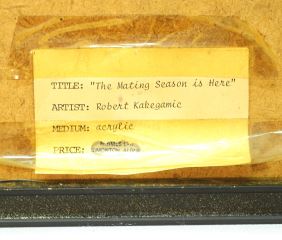 TITLE: "The Mating Season is Here"
ARTIST: Robert Kakegamic
MEDIUM: acrylic
PRICE: